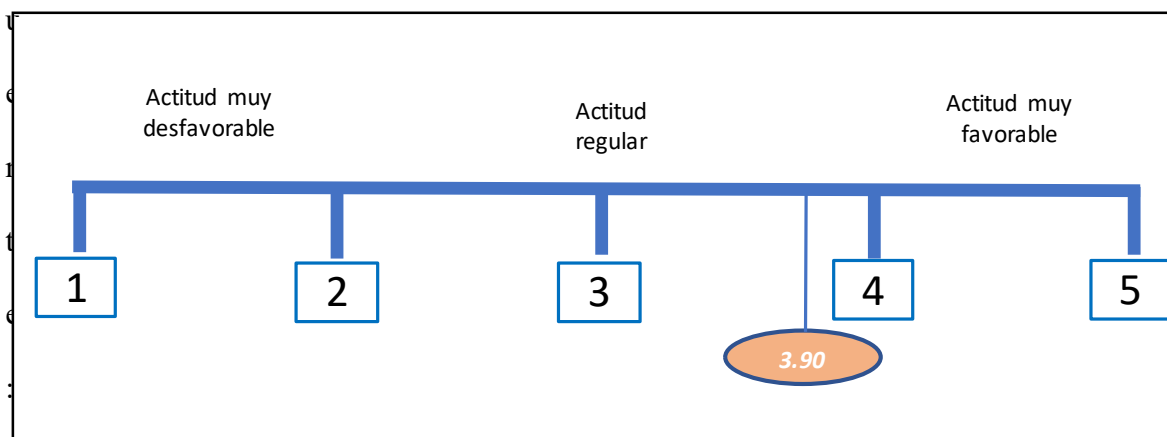 Actitud muy
desfavorable
Actitud
regular
Actitud muy
favorable
1
2
3
4
5
3.90